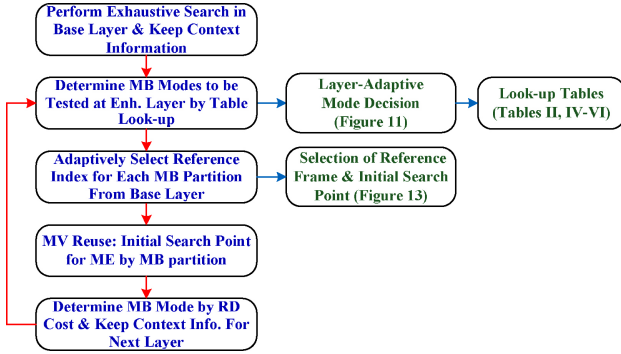 Perform Exhaustive Search in
Base Layer & Keep Context
Information
Determine MB Modes to be
Tested at Enh. Layer by Table
Look-up
Layer-Adaptive
Mode Decision
(Figure 11)
Look-up Tables
(Tables II, IV-VI)
Adaptively Select Reference
Index for Each MB Partition
From Base Layer
Selection of Reference
Frame & Initial Search
Point (Figure 13)
MV Reuse: Initial Search Point
for ME by MB partition
Determine MB Mode by RD
Cost & Keep Context Info. For
Next Layer